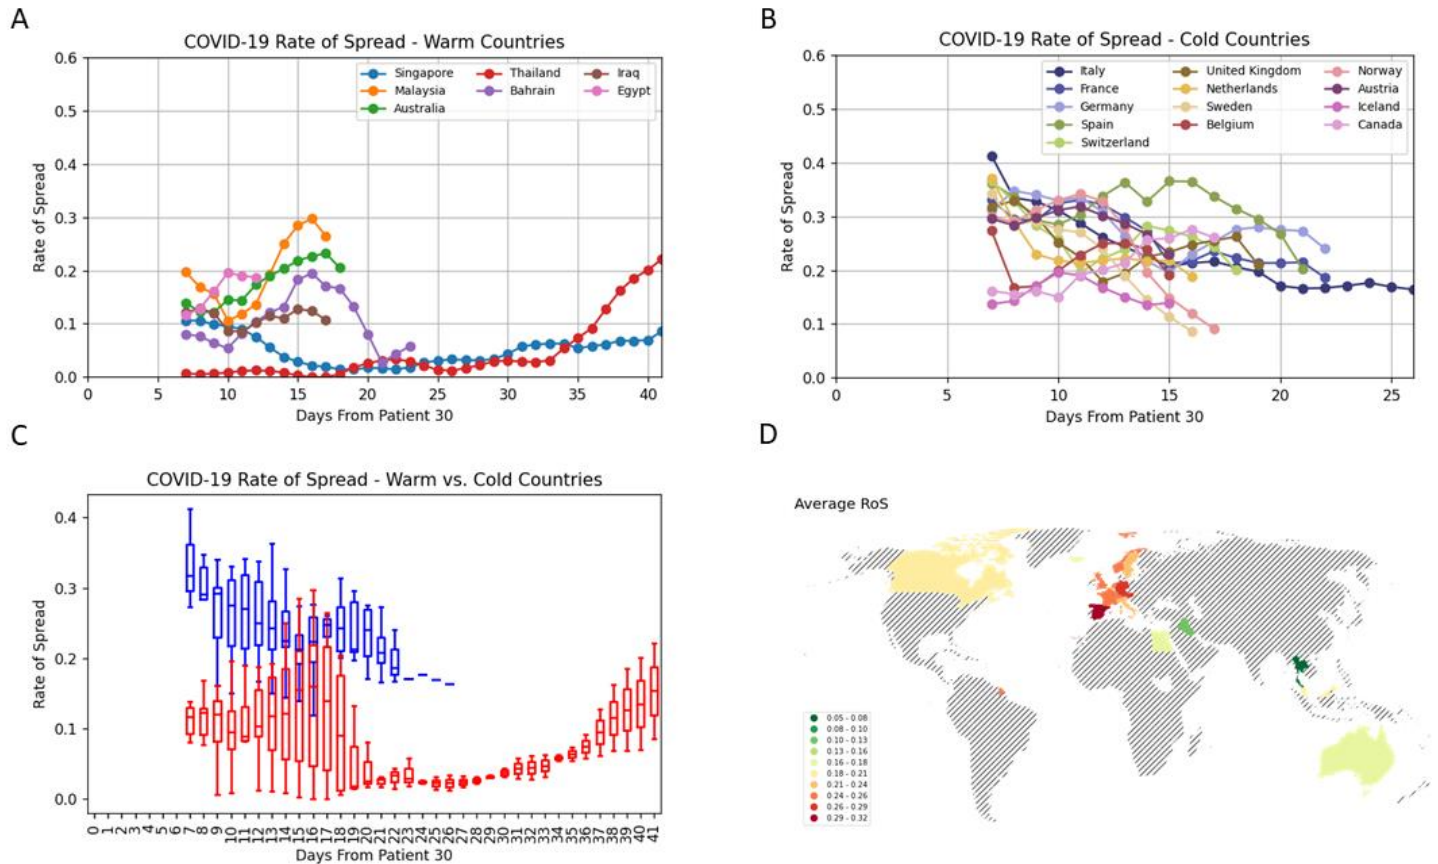 A
COVID-19 Rate of Spread - Warm Countries
Singapore
Malaysia
Australia
Thailand
Bahrain
Iraq
Egypt
0.6
0.5
0.4
0.3
0.2
0.1
0.0
Rate of Spread
0 5 10 15 20 25 30 35 40
Days From Patient 30
B
COVID-19 Rate of Spread - Cold Countries
Italy
France
Germany
Spain
Switzerland
United Kingdom
Netherlands
Sweden
Belgium
Norway
Austria
Iceland
Canada
0.6
0.5
0.4
0.3
0.2
0.1
0.0
Rate of Spread
0 5 10 15 20 25
Days From Patient 30
C
COVID-19 Rate of Spread - Warm vs. Cold Countries
0.4
0.3
0.2
0.1
0.0
Rate of Spread
0 1 2 3 4 5 6 7 8 9 10 11 12 13 14 15 16 17 18 19 20 21 22 23 24 25 26 27 28 29 30 31 32 33 34 35 36 37 38 39 40 41
Days From Patient 30
D
Average RoS
0.05 - 0.08
0.08 - 0.10
0.10 - 0.13
0.13 - 0.16
0.16 - 0.18
0.18 - 0.21
0.21 - 0.24
0.24 - 0.26
0.26 - 0.29
0.29 - 0.32